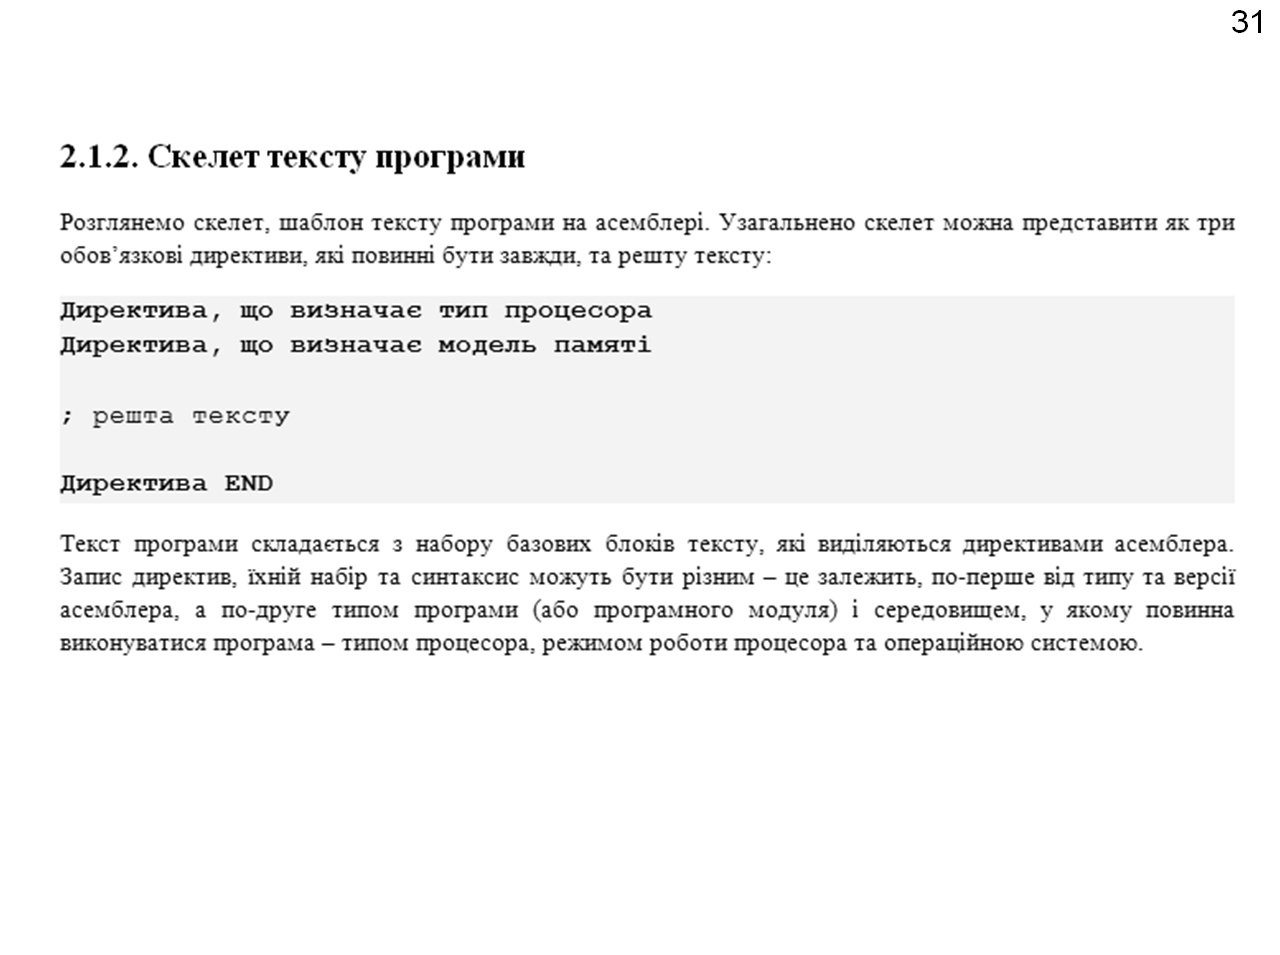 31
2.1.2. Скелет тексту програми
Розглянемо скелет, шаблон тексту програми на асемблері. Узагальнено скелет можна представити як три
обов’язкові директиви, які повинні бути завжди, та решту тексту:
Директива, що визначає тип процесора
Директива, що визначає модель памяті
; решта тексту
Директива END
Текст програми складається з набору базових блоків тексту, які виділяються директивами асемблера.
Запис директив, їхній набір та синтаксис можуть бути різним – це залежить, по-перше від типу та версії
асемблера, а по-друге типом програми (або програмного модуля) і середовищем, у якому повинна
виконуватися програма – типом процесора, режимом роботи процесора та операційною системою.